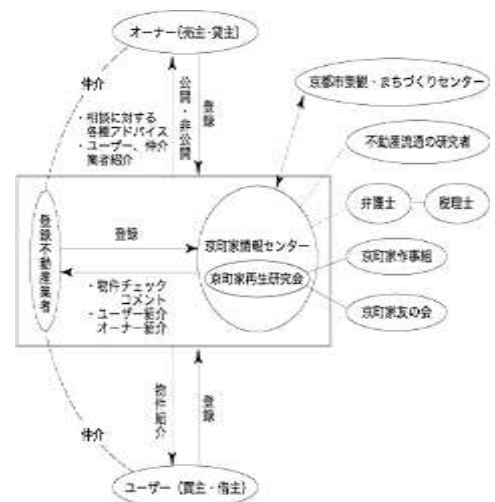 オーナー（売主・貸主）
仲介
公開・非公開
登録
・相談に対する
各種アドバイス
・ユーザー、仲介
業者紹介
京都市景観・まちづくりセンター
不動産流通の研究者
弁護士
税理士
登録不動産業者
登録
京町家情報センター
京町家再生研究会
京町家作事組
京町家友の会
・物件チェック
コメント
・ユーザー紹介
オーナー紹介
物件紹介
登録
仲介
ユーザー（買主・借主）